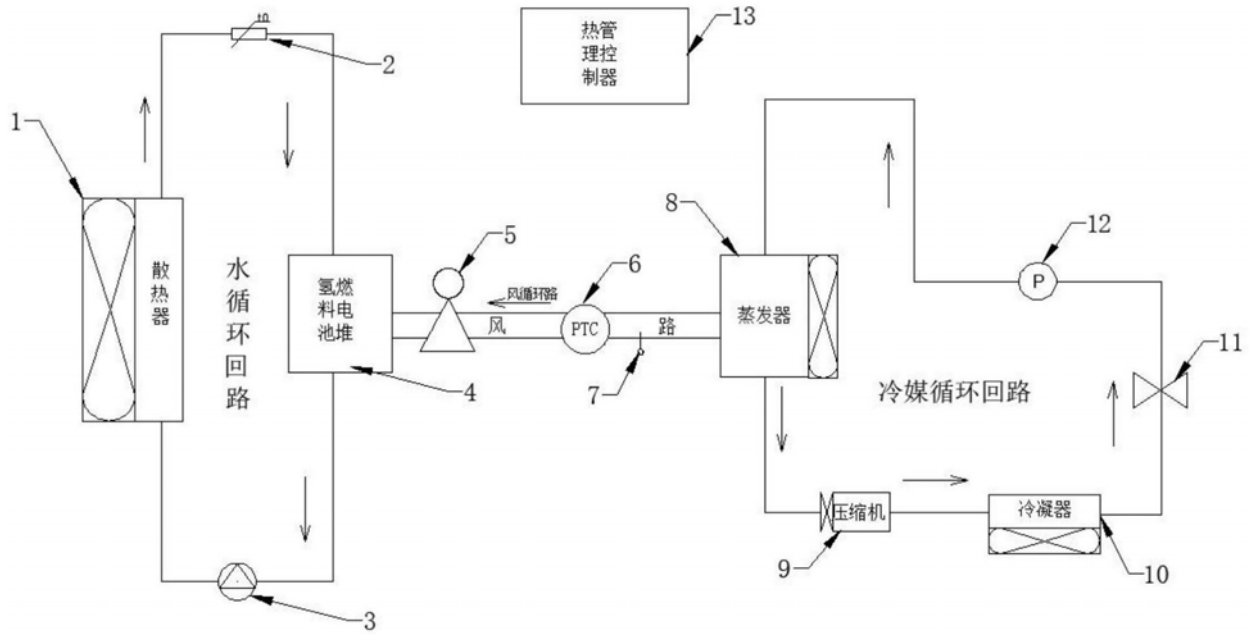 t0
2
13
热管
理控
制器
1
散热器
水循环回路
氢燃
料电
池堆
4
5
风循环路
6
PTC
风
路
7
8
蒸发器
12
P
11
冷媒循环回路
压缩机
9
冷凝器
10
3